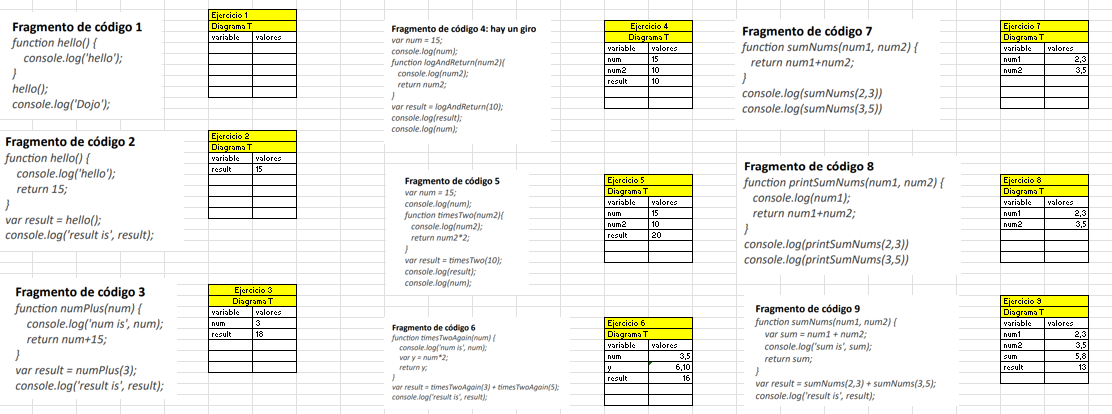 Fragmento de código 1
function hello() {
console.log('hello');
}
hello();
console.log('Dojo');
Ejercicio 1
Diagrama T
variable valores
Fragmento de código 2
function hello() {
console.log('hello');
return 15;
}
var result = hello();
console.log('result is', result);
Ejercicio 2
Diagrama T
variable valores
result 15
Fragmento de código 3
function numPlus(num) {
console.log('num is', num);
return num+15;
}
var result = numPlus(3);
console.log('result is', result);
Ejercicio 3
Diagrama T
variable valores
num 3
result 18
Fragmento de código 4: hay un giro
var num = 15;
console.log(num);
function logAndReturn(num2){
console.log(num2);
return num2;
}
var result = logAndReturn(10);
console.log(result);
console.log(num);
Ejercicio 4
Diagrama T
variable valores
num 15
num2 10
result 10
Fragmento de código 5
var num = 15;
console.log(num);
function timesTwo(num2){
console.log(num2);
return num2*2;
}
var result = timesTwo(10);
console.log(result);
console.log(num);
Ejercicio 5
Diagrama T
variable valores
num 15
num2 10
result 20
Fragmento de código 6
function timesTwoAgain(num) {
console.log('num is', num);
var y = num*2;
return y;
}
var result = timesTwoAgain(3) + timesTwoAgain(5);
console.log('result is', result);
Ejercicio 6
Diagrama T
variable valores
num 3,5
y 6,10
result 16
Fragmento de código 7
function sumNums(num1, num2) {
return num1+num2;
}
console.log(sumNums(2,3))
console.log(sumNums(3,5))
Ejercicio 7
Diagrama T
variable valores
num1 2,3
num2 3,5
Fragmento de código 8
function printSumNums(num1, num2) {
console.log(num1);
return num1+num2;
}
console.log(printSumNums(2,3))
console.log(printSumNums(3,5))
Ejercicio 8
Diagrama T
variable valores
num1 2,3
num2 3,5
Fragmento de código 9
function sumNums(num1, num2) {
var sum = num1 + num2;
console.log('sum is', sum);
return sum;
}
var result = sumNums(2,3) + sumNums(3,5);
console.log('result is', result);
Ejercicio 9
Diagrama T
variable valores
num1 2,3
num2 3,5
sum 5,8
result 13